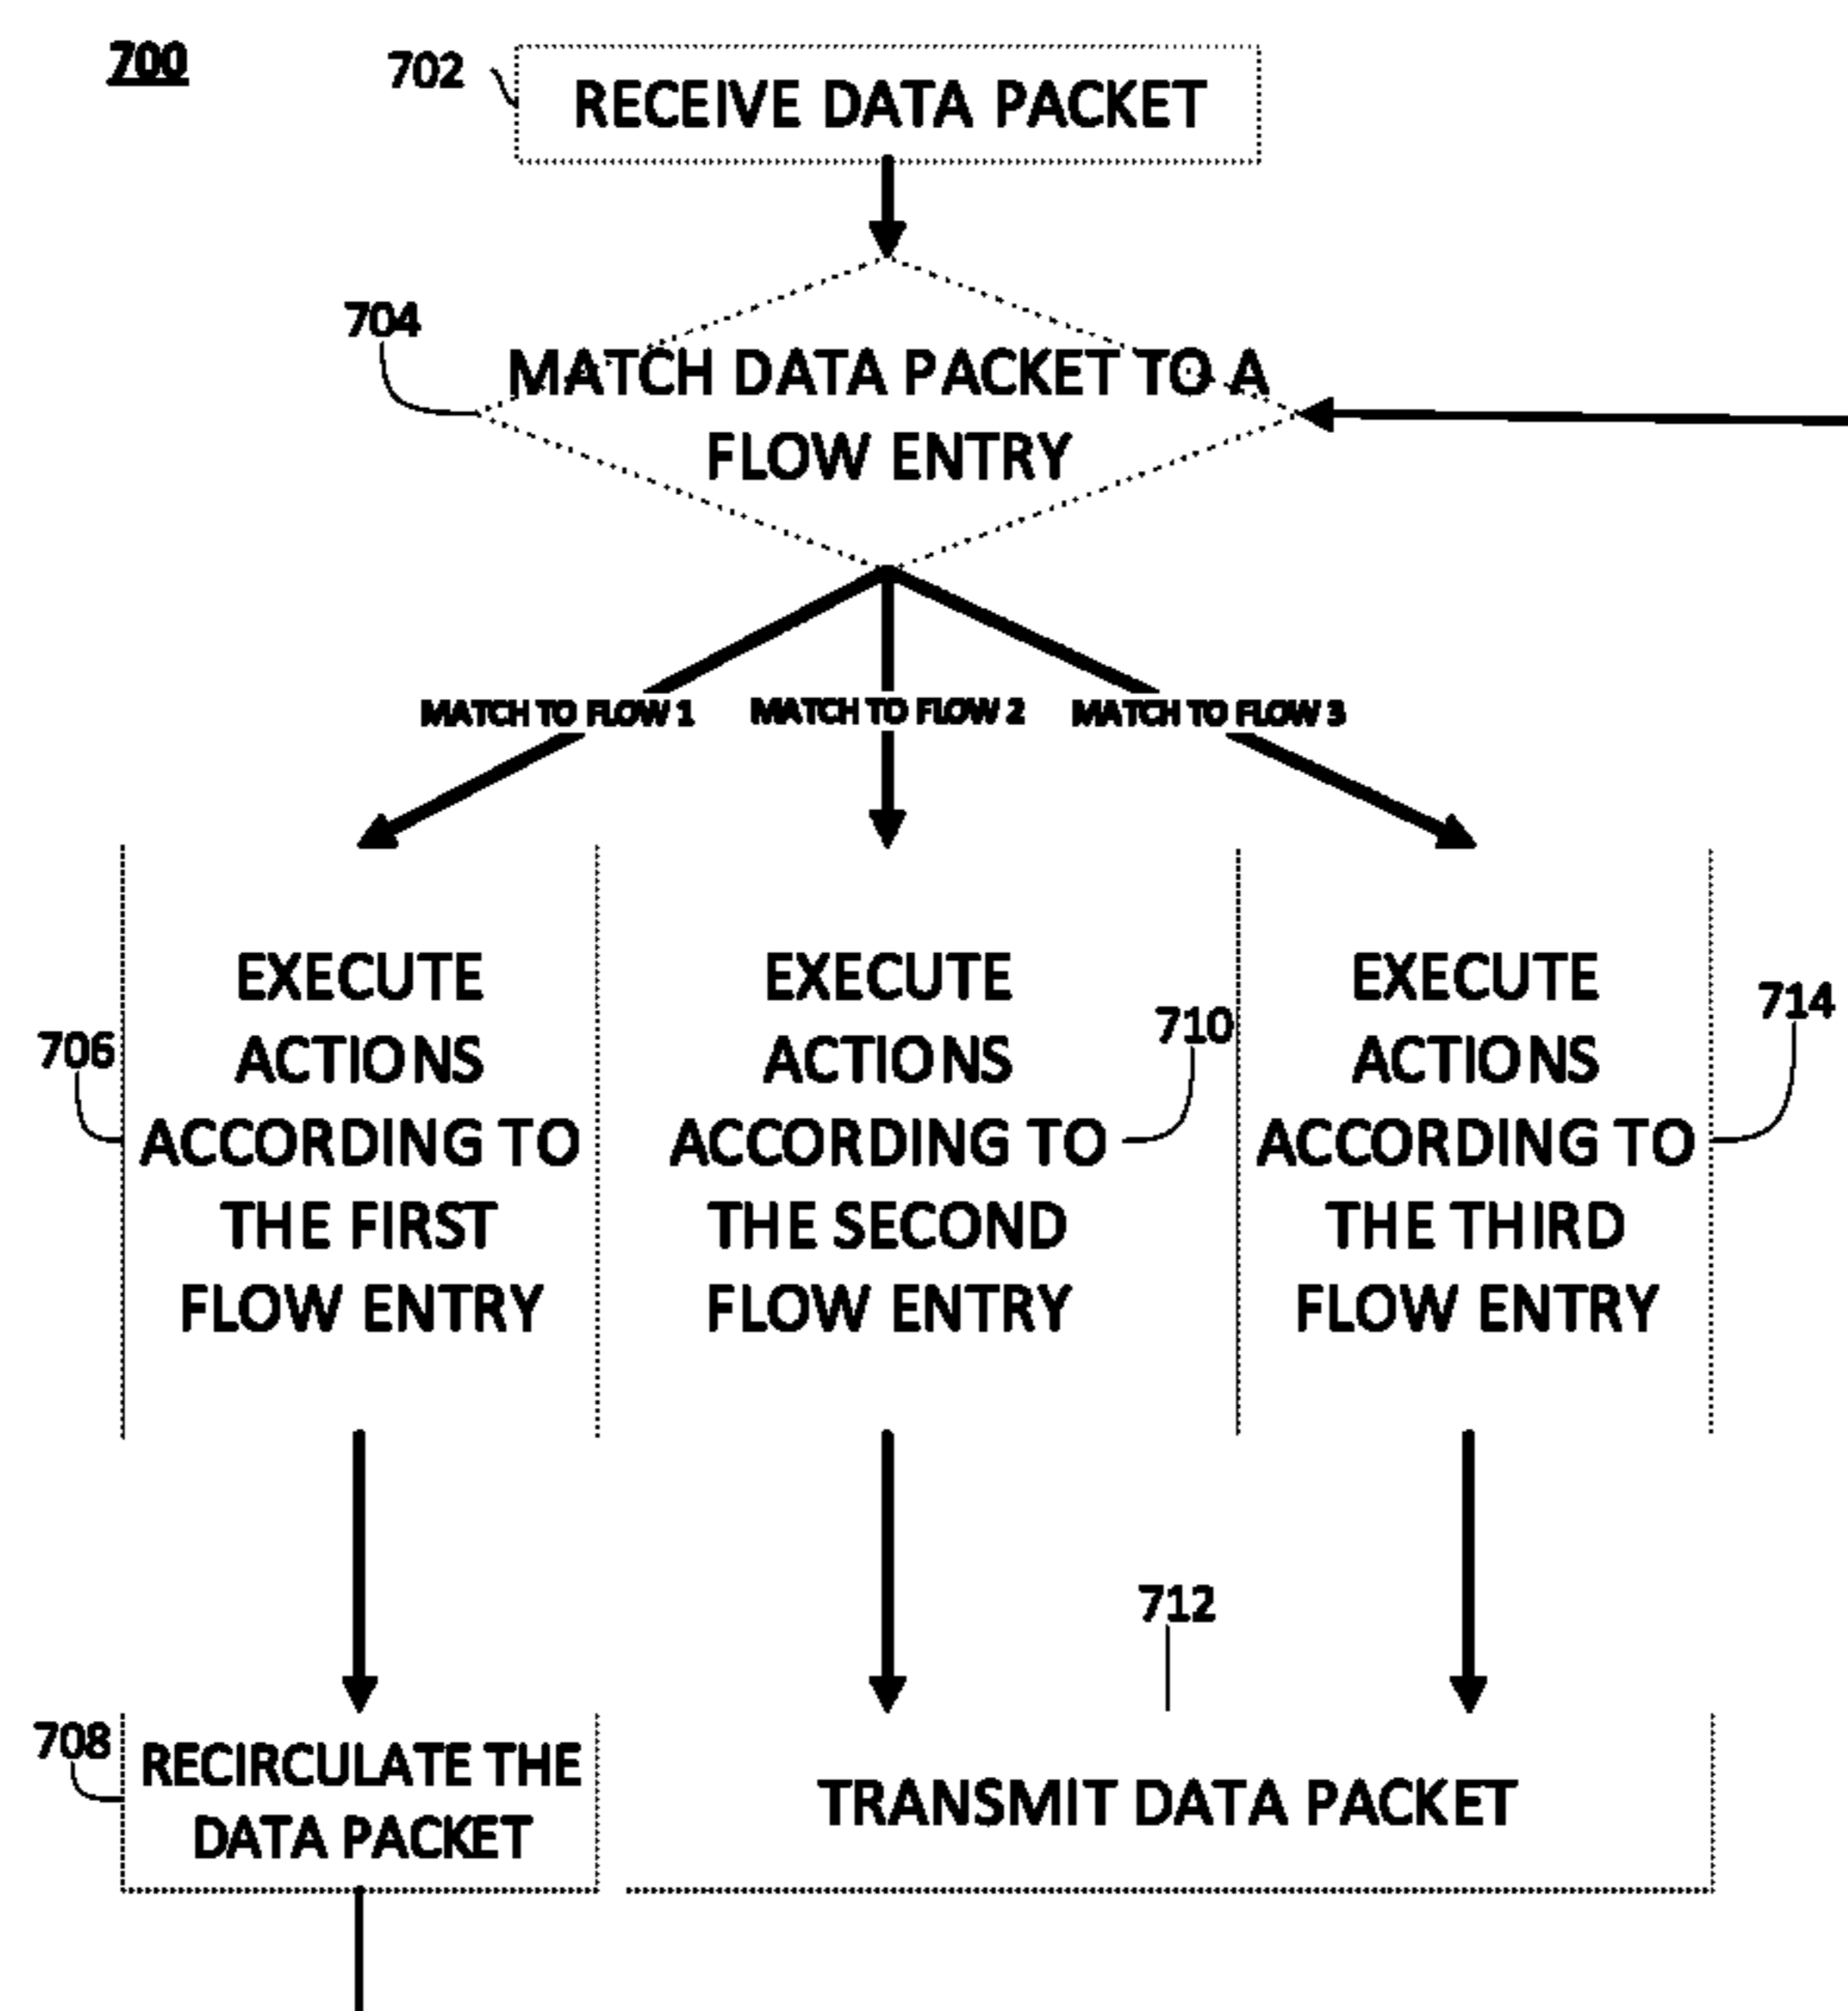 700
702
RECEIVE DATA PACKET
704
MATCH DATA PACKET TO A
FLOW ENTRY
MATCH TO FLOW 1
MATCH TO FLOW 2
MATCH TO FLOW 3
706
EXECUTE
ACTIONS
ACCORDING TO
THE FIRST
FLOW ENTRY
EXECUTE
ACTIONS
ACCORDING TO
THE SECOND
FLOW ENTRY
710
EXECUTE
ACTIONS
ACCORDING TO
THE THIRD
FLOW ENTRY
714
708
RECIRCULATE THE
DATA PACKET
712
TRANSMIT DATA PACKET